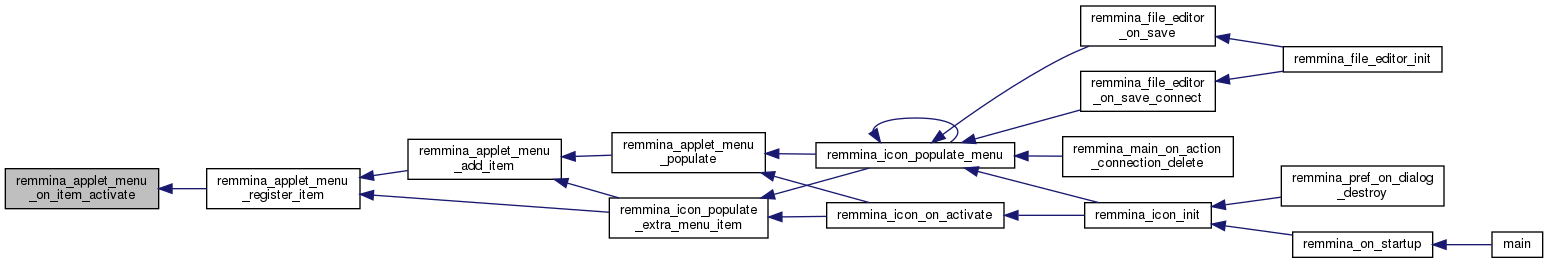 remmina_applet_menu
_on_item_activate
remmina_applet_menu
_register_item
remmina_applet_menu
_add_item
remmina_icon_populate
_extra_menu_item
remmina_applet_menu
_populate
remmina_icon_populate_menu
remmina_icon_on_activate
remmina_file_editor
_on_save
remmina_file_editor
_on_save_connect
remmina_main_on_action
_connection_delete
remmina_icon_init
remmina_file_editor_init
remmina_pref_on_dialog
_destroy
remmina_on_startup
main